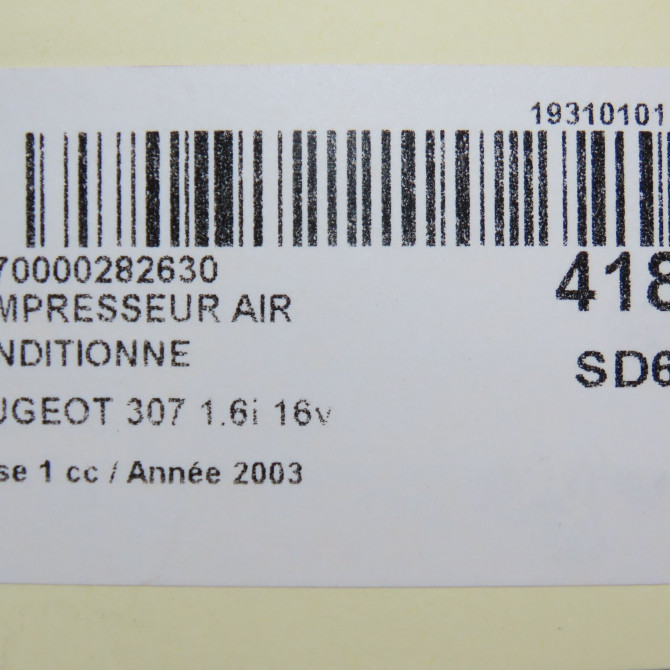 19310101
70000282630
418
MPRESSEUR AIR
NDITIONNE
SD6
UGEOT 307 1.6i 16v
se 1 cc / Année 2003